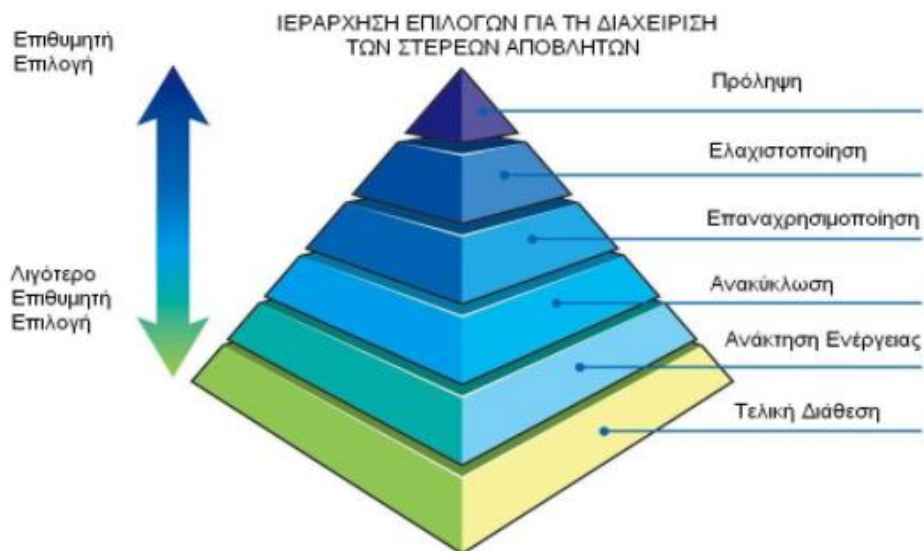 ΙΕΡΑΡΧΗΣΗ ΕΠΙΛΟΓΩΝ ΓΙΑ ΤΗ ΔΙΑΧΕΙΡΙΣΗ
ΤΩΝ ΣΤΕΡΕΩΝ ΑΠΟΒΛΗΤΩΝ
Επιθυμητή
Επιλογή
Πρόληψη
Ελαχιστοποίηση
Επαναχρησιμοποίηση
Λιγότερο
Επιθυμητή
Επιλογή
Ανακύκλωση
Ανάκτηση Ενέργειας
Τελική Διάθεση